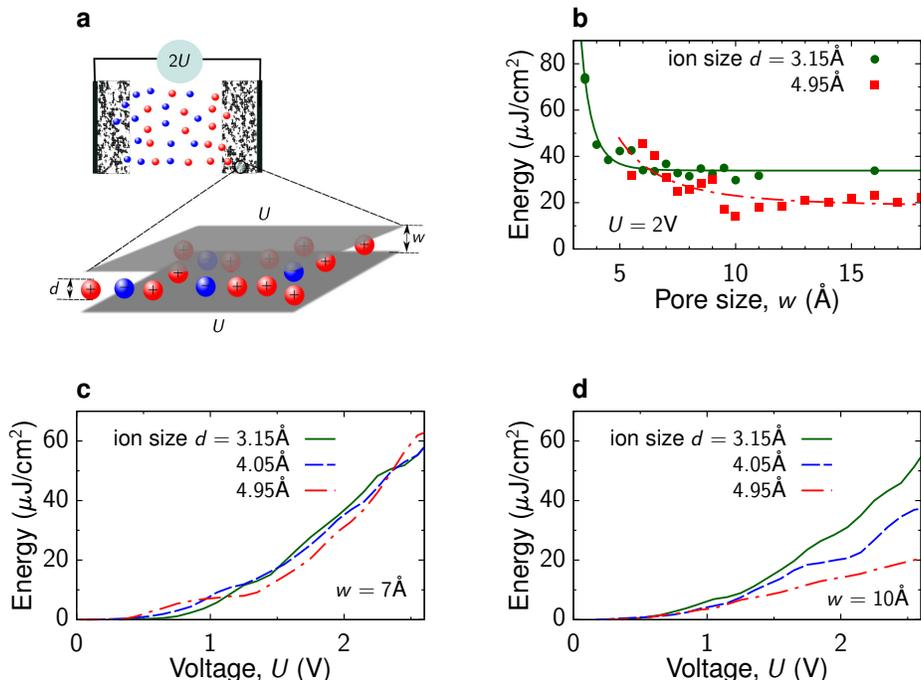 a
2U
U
w
d
+ − + + − + + + − +
U
b
Energy (μJ/cm²)
80
60
40
20
0
ion size d = 3.15Å
4.95Å
U = 2V
5 10 15
Pore size, w (Å)
c
Energy (μJ/cm²)
60
40
20
0
ion size d = 3.15Å
4.05Å
4.95Å
w = 7Å
0 1 2
Voltage, U (V)
d
Energy (μJ/cm²)
60
40
20
0
ion size d = 3.15Å
4.05Å
4.95Å
w = 10Å
0 1 2
Voltage, U (V)